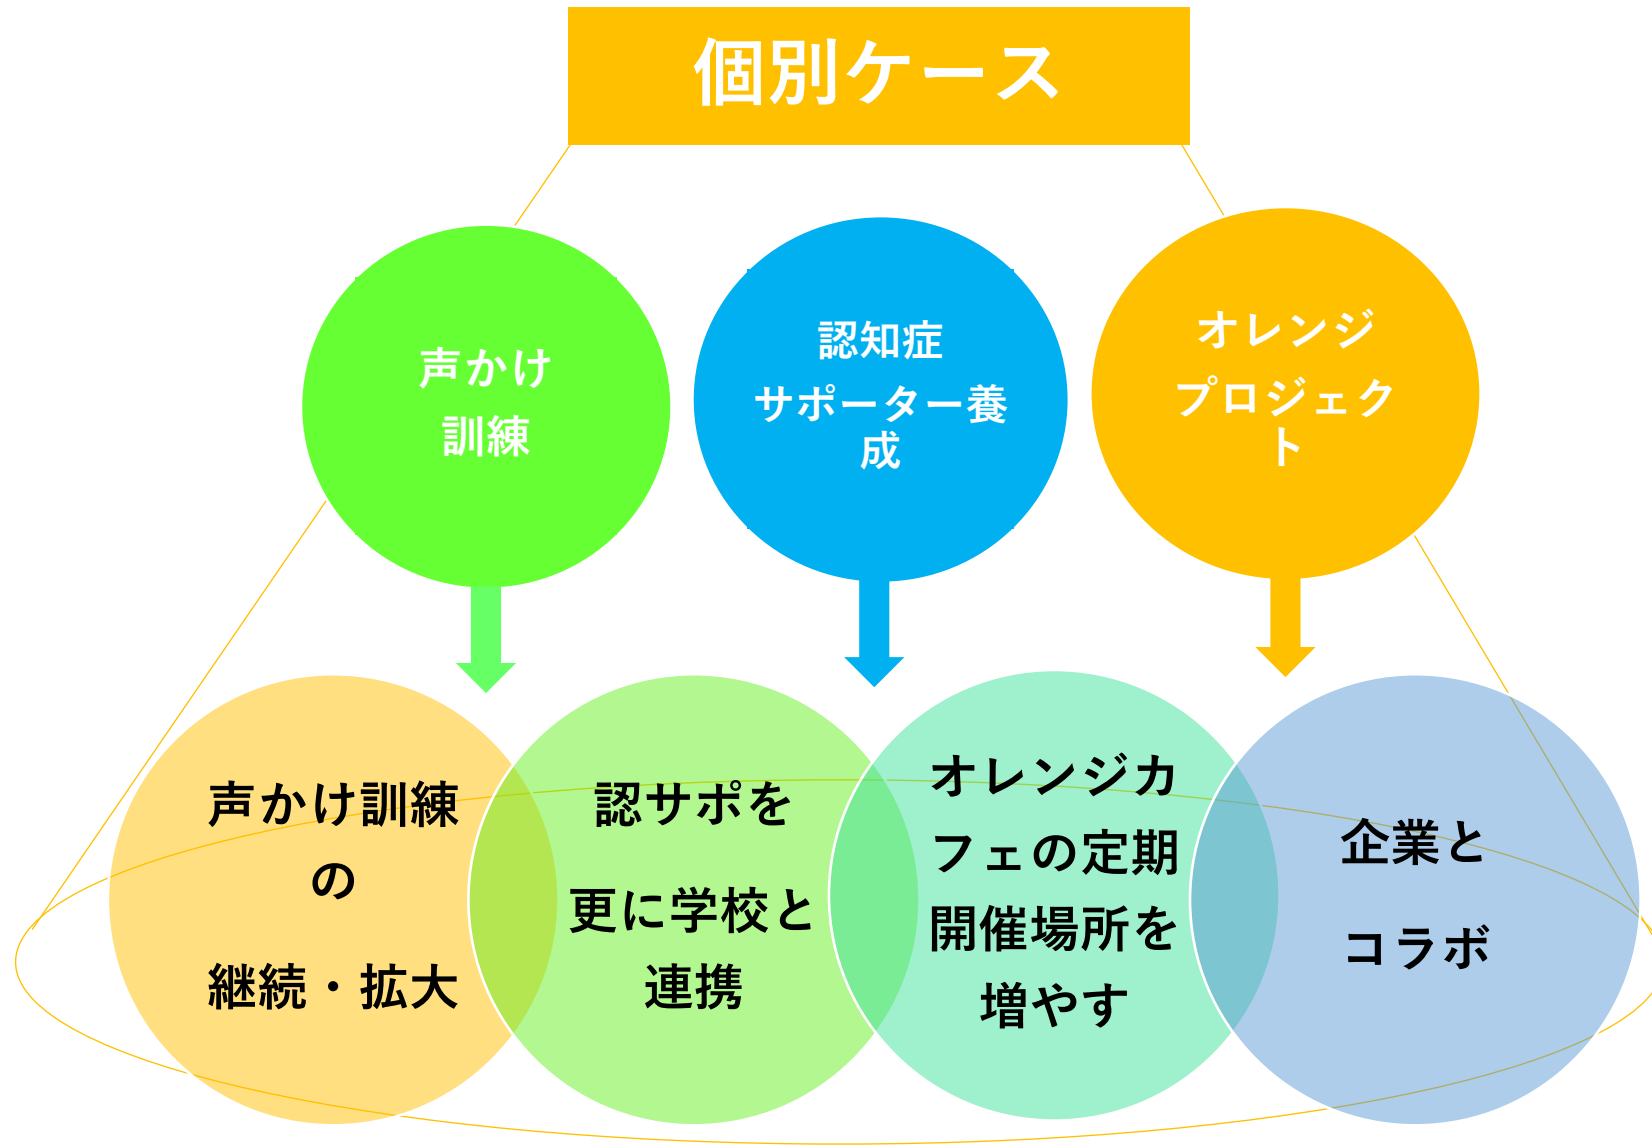 個別ケース
声かけ
訓練
認知症
サポーター養
成
オレンジ
プロジェク
ト
声かけ訓練
の
継続・拡大
認サポを
更に学校と
連携
オレンジカ
フェの定期
開催場所を
増やす
企業と
コラボ